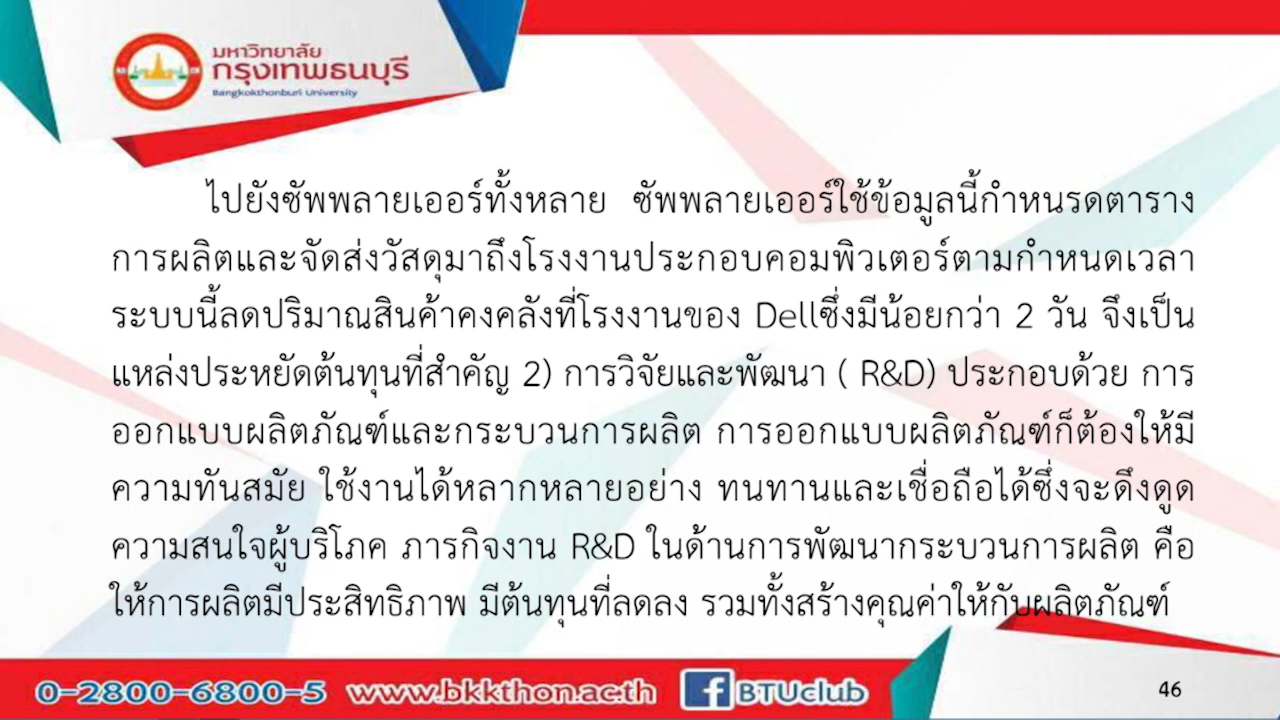 มหาวิทยาลัย
กรุงเทพธนบุรี
Bangkokthonburi University
ไปยังซัพพลายเออร์ทั้งหลาย ซัพพลายเออร์ใช้ข้อมูลนี้กำหนรดตาราง
การผลิตและจัดส่งวัสดุมาถึงโรงงานประกอบคอมพิวเตอร์ตามกำหนดเวลา
ระบบนี้ลดปริมาณสินค้าคงคลังที่โรงงานของ Dellซึ่งมีน้อยกว่า 2 วัน จึงเป็น
แหล่งประหยัดต้นทุนที่สำคัญ 2) การวิจัยและพัฒนา ( R&D) ประกอบด้วย การ
ออกแบบผลิตภัณฑ์และกระบวนการผลิต การออกแบบผลิตภัณฑ์ก็ต้องให้มี
ความทันสมัย ใช้งานได้หลากหลายอย่าง ทนทานและเชื่อถือได้ซึ่งจะดึงดูด
ความสนใจผู้บริโภค ภารกิจงาน R&D ในด้านการพัฒนากระบวนการผลิต คือ
ให้การผลิตมีประสิทธิภาพ มีต้นทุนที่ลดลง รวมทั้งสร้างคุณค่าให้กับผลิตภัณฑ์
0-2800-6800-5 www.bkkthon.ac.th BTUclub
46